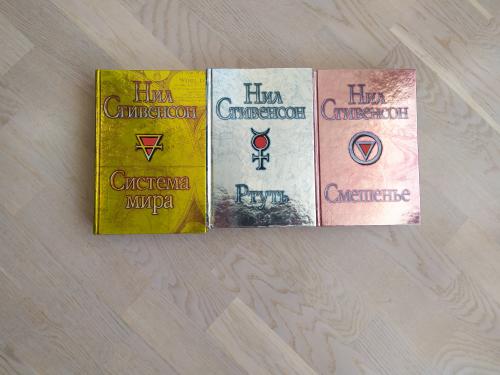 Нил
Стивенсон
Система
мира
Нил
Стивенсон
Ртуть
Нил
Стивенсон
Смешенье